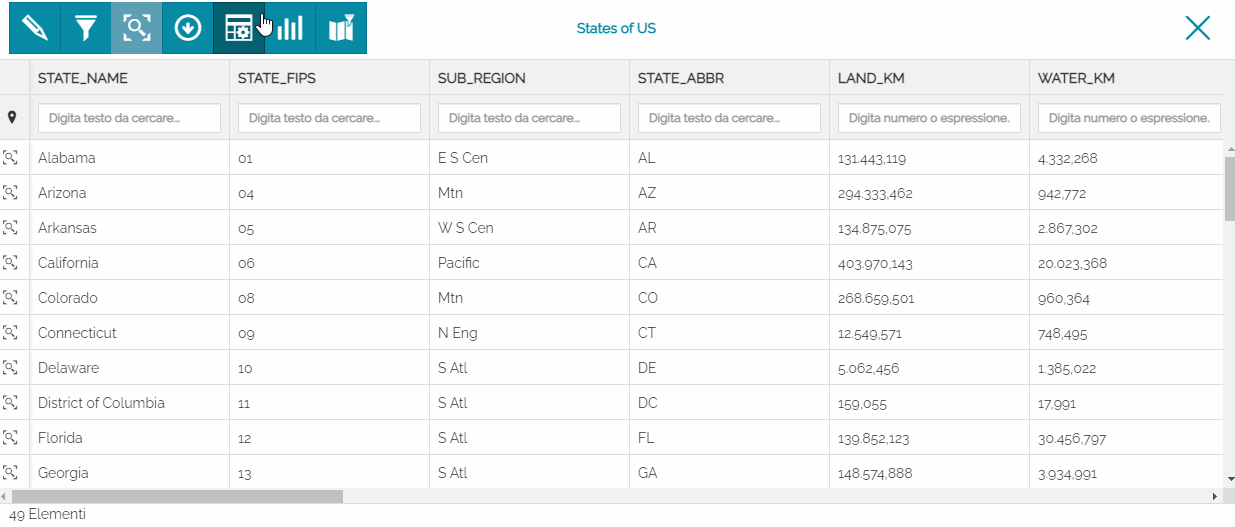 States of US
STATE_NAME STATE_FIPS SUB_REGION STATE_ABBR LAND_KM WATER_KM
Digita testo da cercare... Digita testo da cercare... Digita testo da cercare... Digita testo da cercare... Digita numero o espressione. Digita numero o espressione.
Alabama 01 E S Cen AL 131.443,119 4.332,268
Arizona 04 Mtn AZ 294.333,462 942,772
Arkansas 05 W S Cen AR 134.875,075 2.867,302
California 06 Pacific CA 403.970,143 20.023,368
Colorado 08 Mtn CO 268.659,501 960,364
Connecticut 09 N Eng CT 12.549,571 748,495
Delaware 10 S Atl DE 5.062,456 1.385,022
District of Columbia 11 S Atl DC 159,055 17,991
Florida 12 S Atl FL 139.852,123 30.456,797
Georgia 13 S Atl GA 148.574,888 3.934,991
49 Elementi